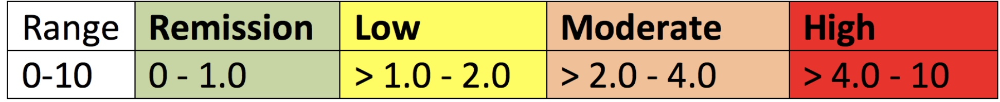 Range Remission Low Moderate High
0-10 0 - 1.0 > 1.0 - 2.0 > 2.0 - 4.0 > 4.0 - 10